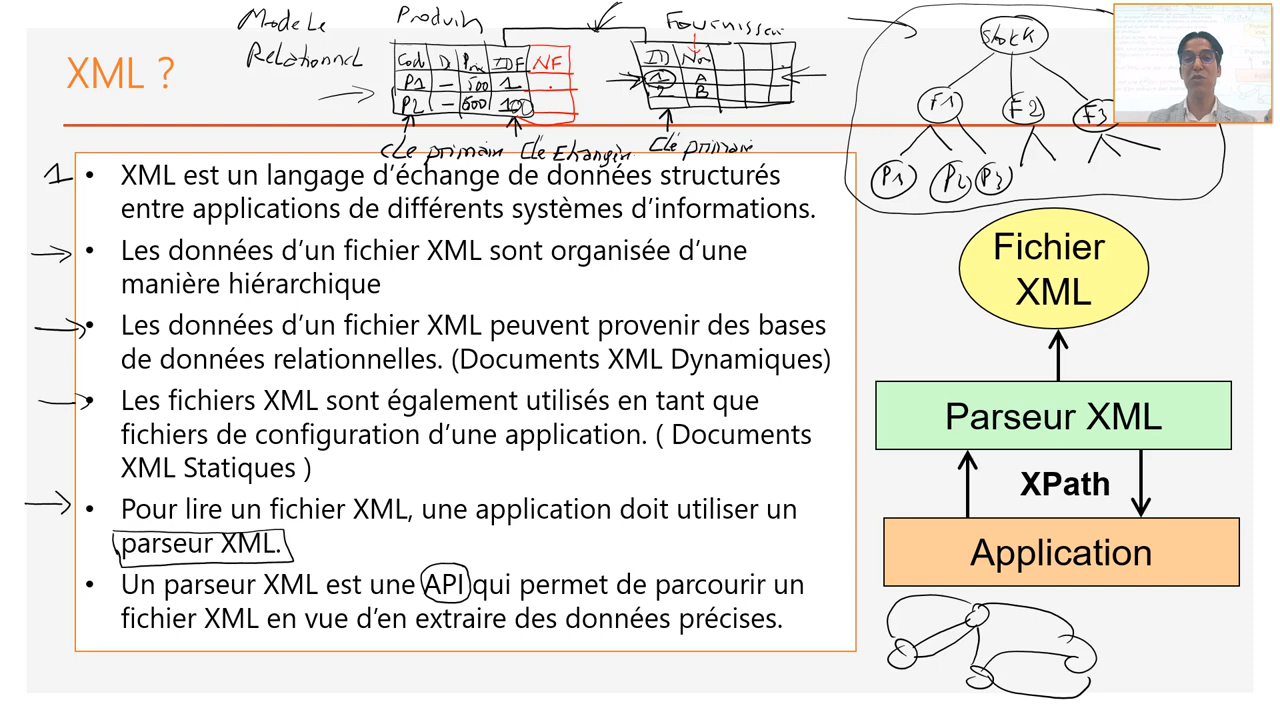 Modele
Relationnel
Produit
Fournisseur
Cod D Prix IDF NF
P1 — 500 1
P2 — 600 100
ID Nom
1 A
2 B
Clé primaire Clé Etrangère Clé primaire
Stock
F1 F2 F3
P1 P2 P3
XML ?
1
• XML est un langage d’échange de données structurés
entre applications de différents systèmes d’informations.
• Les données d’un fichier XML sont organisée d’une
manière hiérarchique
• Les données d’un fichier XML peuvent provenir des bases
de données relationnelles. (Documents XML Dynamiques)
• Les fichiers XML sont également utilisés en tant que
fichiers de configuration d’une application. ( Documents
XML Statiques )
• Pour lire un fichier XML, une application doit utiliser un
parseur XML.
• Un parseur XML est une API qui permet de parcourir un
fichier XML en vue d’en extraire des données précises.
Fichier
XML
Parseur XML
XPath
Application